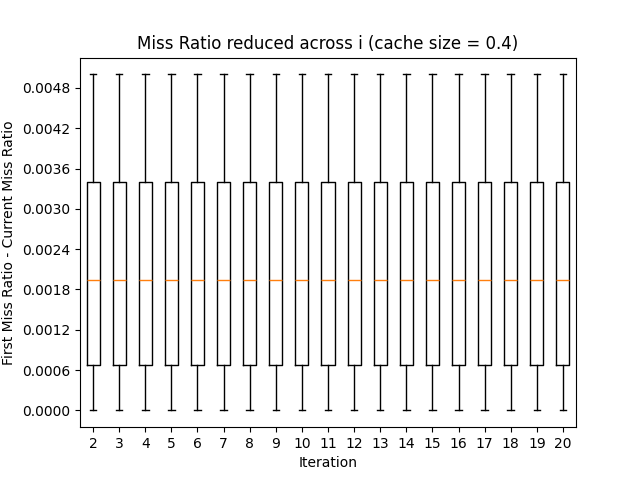 Miss Ratio reduced across i (cache size = 0.4)
First Miss Ratio - Current Miss Ratio
0.0048
0.0042
0.0036
0.0030
0.0024
0.0018
0.0012
0.0006
0.0000
2 3 4 5 6 7 8 9 10 11 12 13 14 15 16 17 18 19 20
Iteration